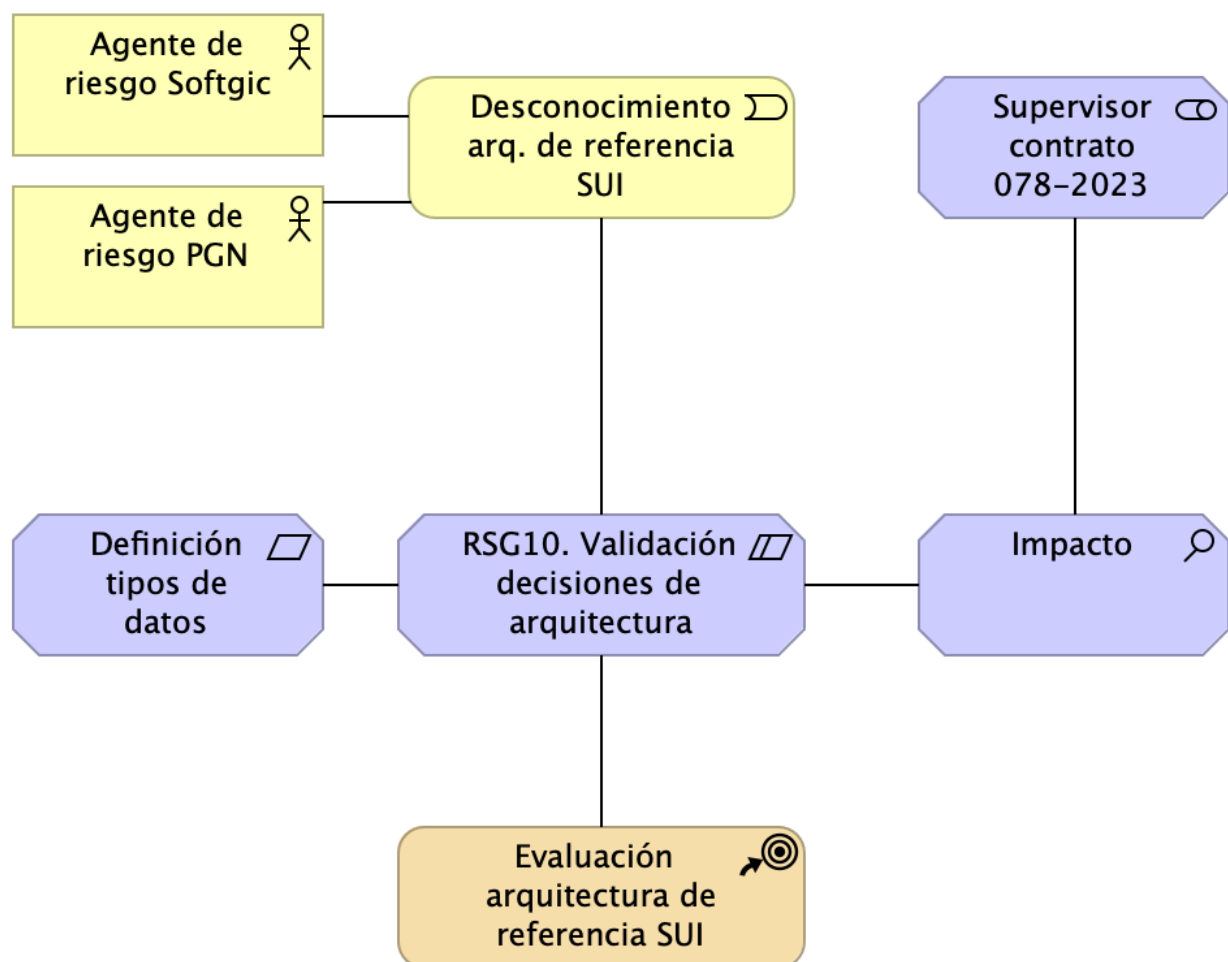 Agente de
riesgo Softgic
Desconocimiento
arq. de referencia
SUI
Supervisor
contrato
078-2023
Agente de
riesgo PGN
Definición
tipos de
datos
RSG10. Validación
decisiones de
arquitectura
Impacto
Evaluación
arquitectura de
referencia SUI